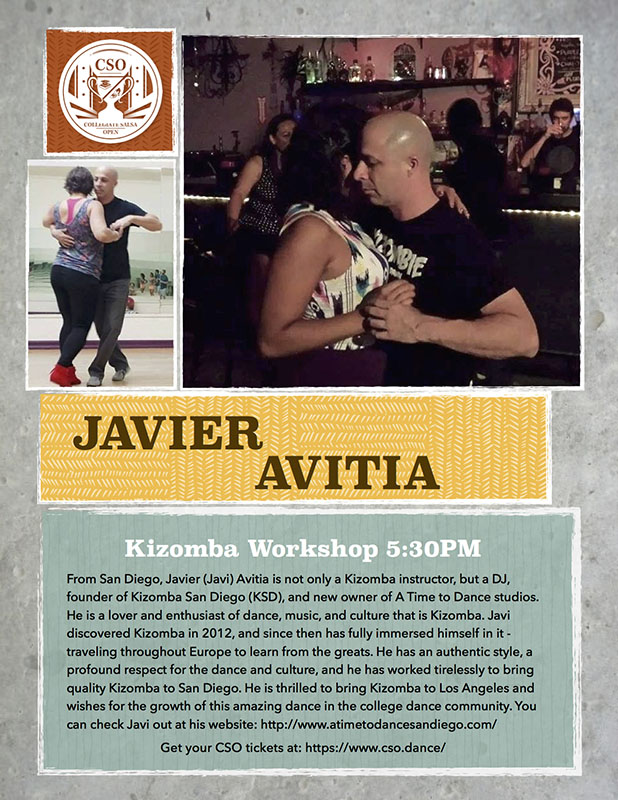 CSO
COLLEGIATE SALSA
OPEN
JAVIER
AVITIA
Kizomba Workshop 5:30PM
From San Diego, Javier (Javi) Avitia is not only a Kizomba instructor, but a DJ,
founder of Kizomba San Diego (KSD), and new owner of A Time to Dance studios.
He is a lover and enthusiast of dance, music, and culture that is Kizomba. Javi
discovered Kizomba in 2012, and since then has fully immersed himself in it -
traveling throughout Europe to learn from the greats. He has an authentic style, a
profound respect for the dance and culture, and he has worked tirelessly to bring
quality Kizomba to San Diego. He is thrilled to bring Kizomba to Los Angeles and
wishes for the growth of this amazing dance in the college dance community. You
can check Javi out at his website: http://www.atimetodancesandiego.com/
Get your CSO tickets at: https://www.cso.dance/